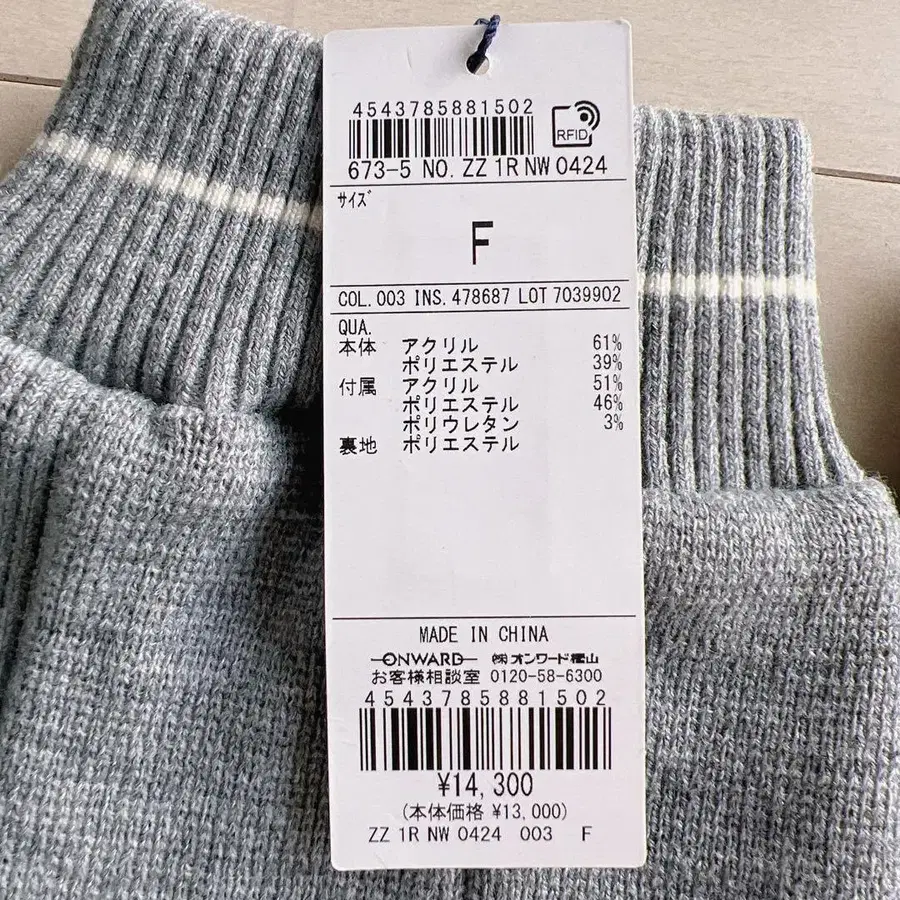 4543785881502
RFID
673-5 NO. ZZ 1R NW 0424
サイズ
F
COL. 003 INS. 478687 LOT 7039902
QUA.
本体 アクリル 61%
ポリエステル 39%
付属 アクリル 51%
ポリエステル 46%
ポリウレタン 3%
裏地 ポリエステル
MADE IN CHINA
ONWARD ㈱オンワード樫山
お客様相談室 0120-58-6300
4543785881502
¥14,300
(本体価格 ¥13,000)
ZZ 1R NW 0424 003 F